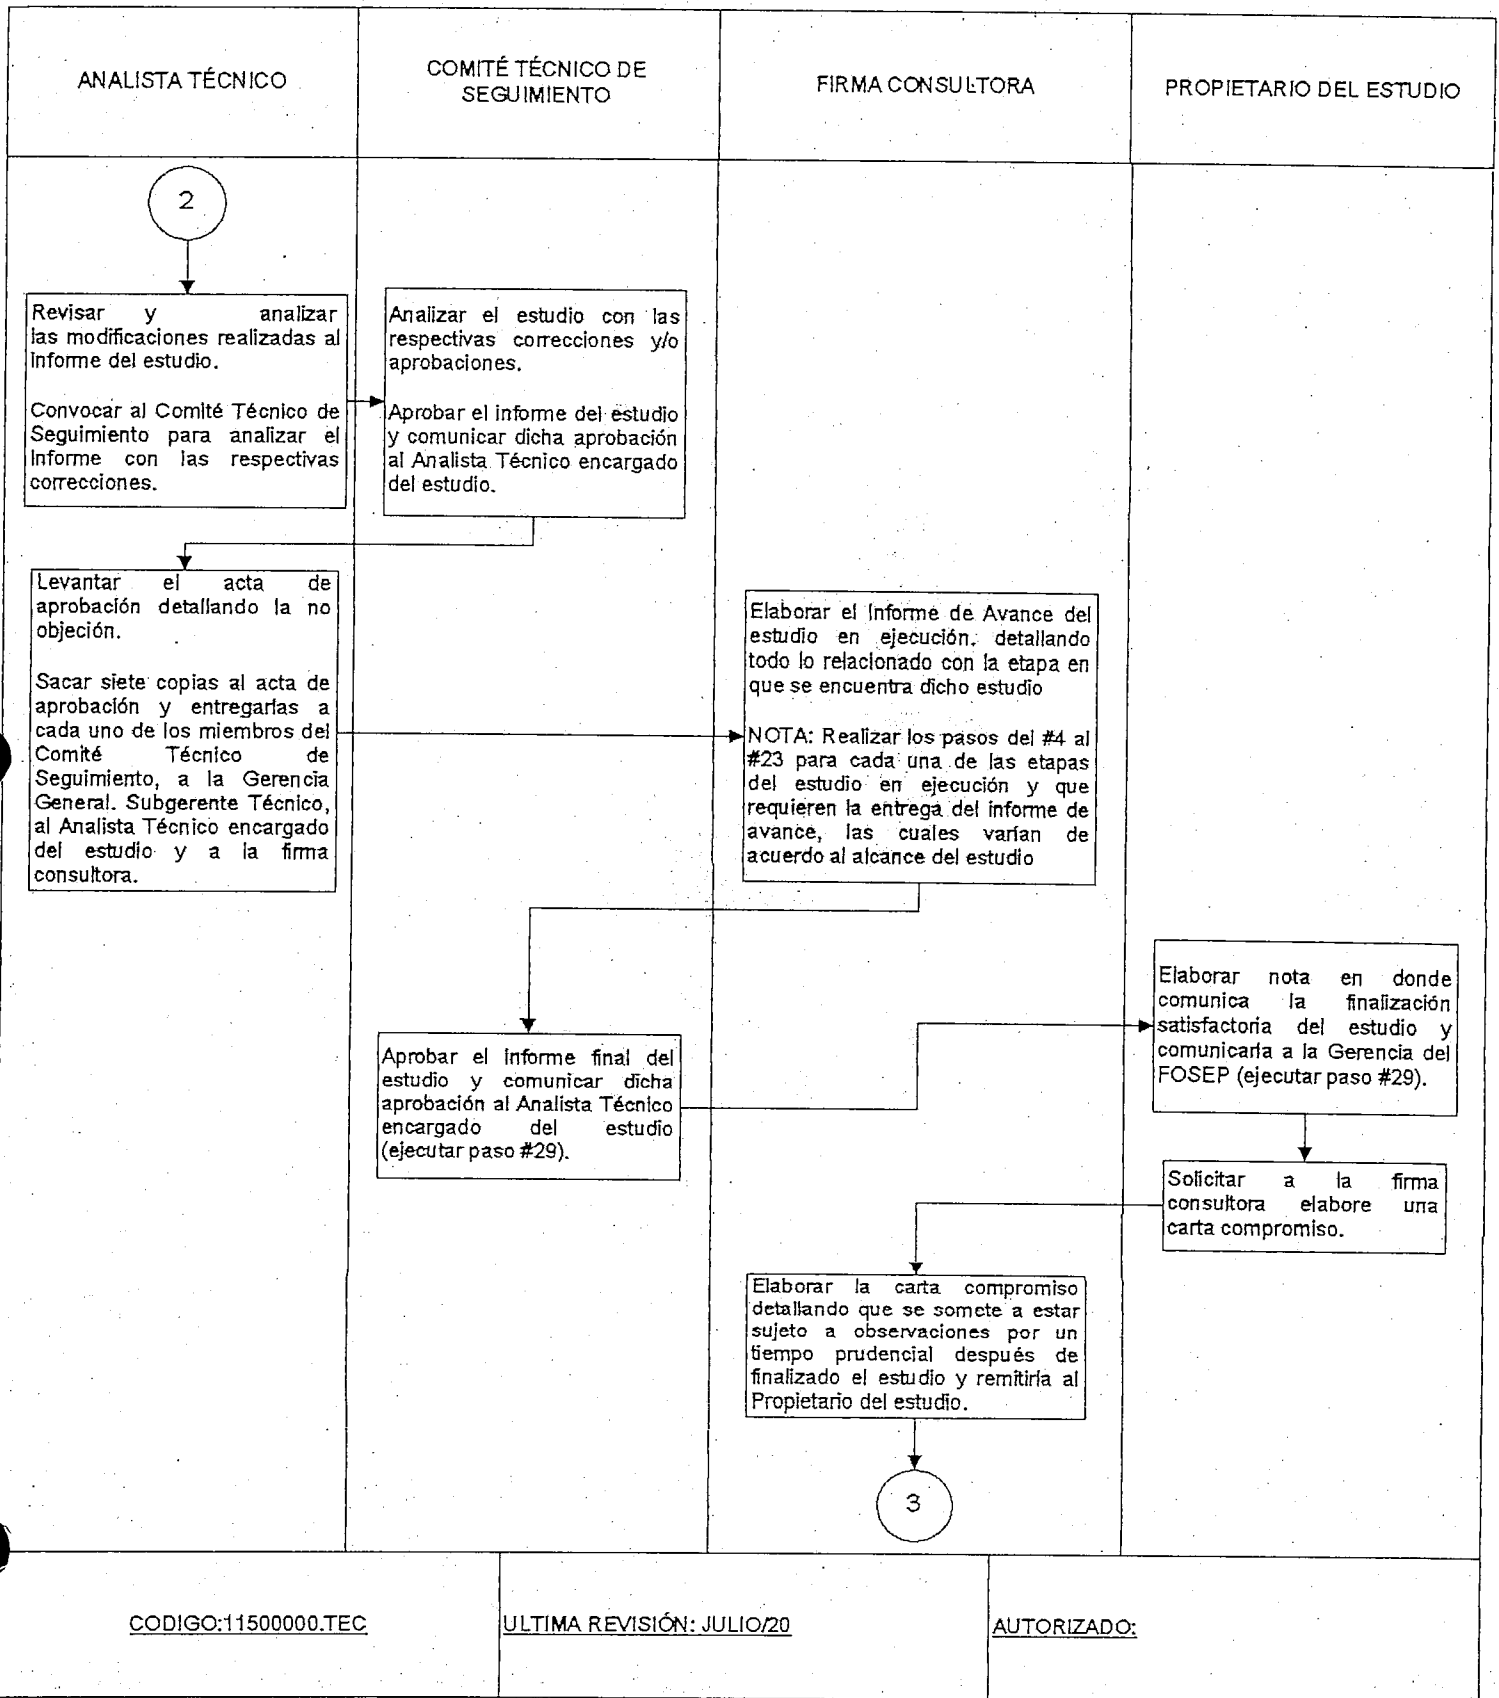 ANALISTA TÉCNICO
COMITÉ TÉCNICO DE
SEGUIMIENTO
FIRMA CONSULTORA
PROPIETARIO DEL ESTUDIO
2
Revisar y analizar
las modificaciones realizadas al
Informe del estudio.
Convocar al Comité Técnico de
Seguimiento para analizar el
Informe con las respectivas
correcciones.
Analizar el estudio con las
respectivas correcciones y/o
aprobaciones.
Aprobar el informe del estudio
y comunicar dicha aprobación
al Analista Técnico encargado
del estudio.
Levantar el acta de
aprobación detallando la no
objeción.
Sacar siete copias al acta de
aprobación y entregarlas a
cada uno de los miembros del
Comité Técnico de
Seguimiento, a la Gerencia
General. Subgerente Técnico,
al Analista Técnico encargado
del estudio y a la firma
consultora.
Elaborar el Informe de Avance del
estudio en ejecución, detallando
todo lo relacionado con la etapa en
que se encuentra dicho estudio
NOTA: Realizar los pasos del #4 al
#23 para cada una de las etapas
del estudio en ejecución y que
requieren la entrega del informe de
avance, las cuales varían de
acuerdo al alcance del estudio
Aprobar el informe final del
estudio y comunicar dicha
aprobación al Analista Técnico
encargado del estudio
(ejecutar paso #29).
Elaborar nota en donde
comunica la finalización
satisfactoria del estudio y
comunicarla a la Gerencia del
FOSEP (ejecutar paso #29).
Solicitar a la firma
consultora elabore una
carta compromiso.
Elaborar la carta compromiso
detallando que se somete a estar
sujeto a observaciones por un
tiempo prudencial después de
finalizado el estudio y remitirla al
Propietario del estudio.
3
CODIGO:11500000.TEC
ULTIMA REVISIÓN: JULIO/20
AUTORIZADO: